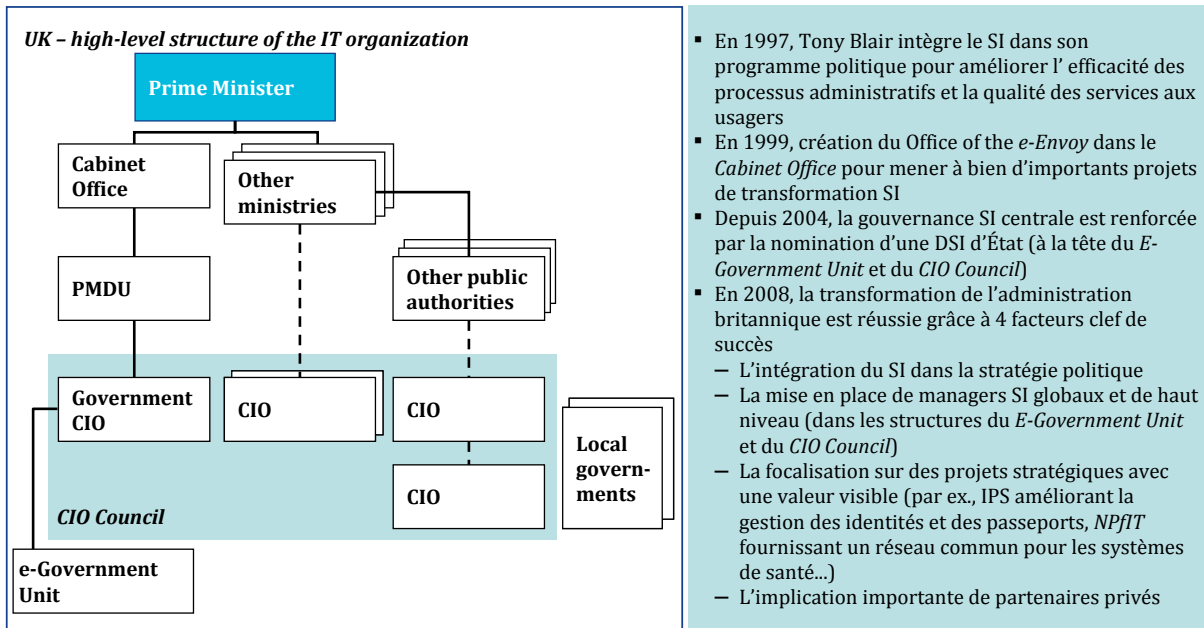 UK – high-level structure of the IT organization
Prime Minister
Cabinet
Office
Other
ministries
PMDU
Other public
authorities
Government
CIO
CIO
CIO
CIO
Local
govern-
ments
CIO Council
e-Government
Unit
▪ En 1997, Tony Blair intègre le SI dans son
programme politique pour améliorer l’ efficacité des
processus administratifs et la qualité des services aux
usagers
▪ En 1999, création du Office of the e-Envoy dans le
Cabinet Office pour mener à bien d’importants projets
de transformation SI
▪ Depuis 2004, la gouvernance SI centrale est renforcée
par la nomination d’une DSI d’État (à la tête du E-
Government Unit et du CIO Council)
▪ En 2008, la transformation de l’administration
britannique est réussie grâce à 4 facteurs clef de
succès
– L’intégration du SI dans la stratégie politique
– La mise en place de managers SI globaux et de haut
niveau (dans les structures du E-Government Unit
et du CIO Council)
– La focalisation sur des projets stratégiques avec
une valeur visible (par ex., IPS améliorant la
gestion des identités et des passeports, NPfIT
fournissant un réseau commun pour les systèmes
de santé...)
– L’implication importante de partenaires privés